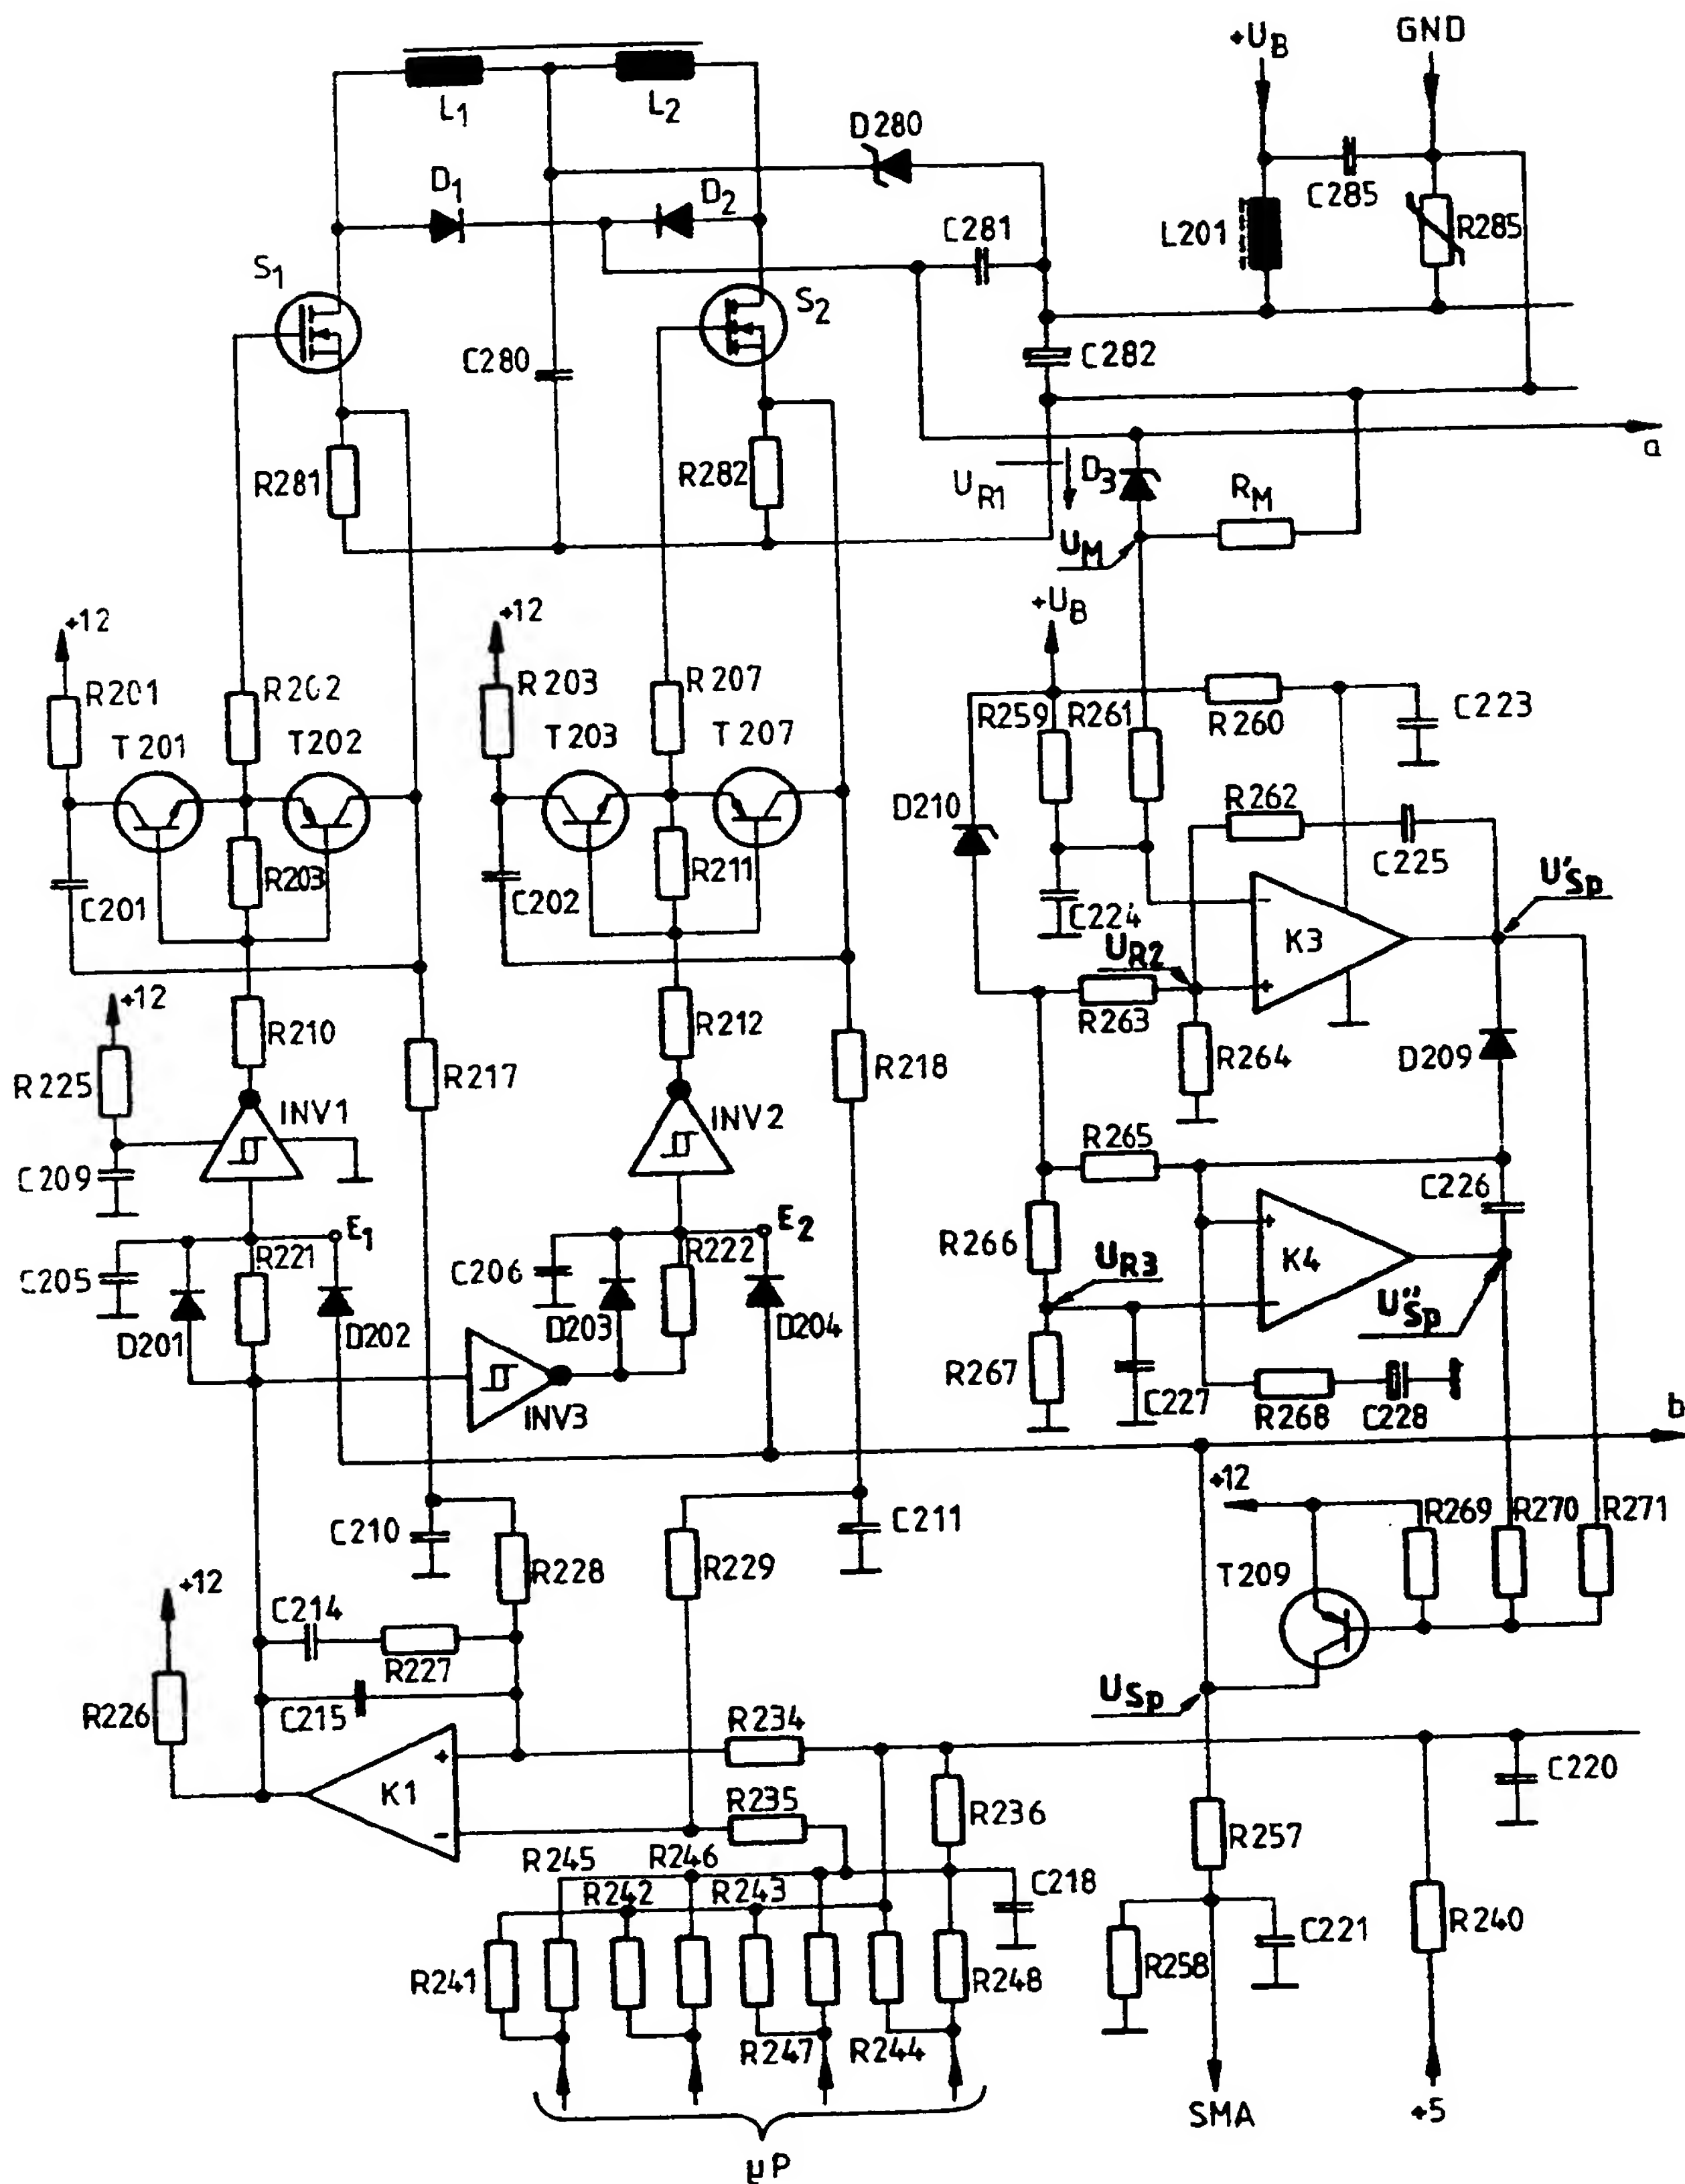 +UB GND
L1 L2
D280
D1 D2
C285
L201 R285
C281
S1 S2
C280 C282
a
R281 R282
UR1 D3 RM
UM
+12 +12 +UB
R201 R202 R203 R207
R259 R261 R260 C223
T201 T202 T203 T207
D210 R262
C225
C201 R203 C202 R211
C224 K3 U'Sp
- +
UR2
+12
R210 R212 R263
R225 R217 R218 R264 D209
INV1 INV2
C209 R265
C226
E1 E2
R221 R222 R266 K4
+ -
C205 C206 UR3
U''Sp
D201 D202 D203 D204
R267 C227
INV3 R268 C228
b
+12
C210 C211 R269 R270 R271
R228 R229 T209
+12
C214
R227
USp
R226 C215
R234
K1 + -
C220
R235 R236
R257
R245 R246
R242 R243 C218
R240
R241 R248 R258 C221
R247 R244
SMA +5
µP